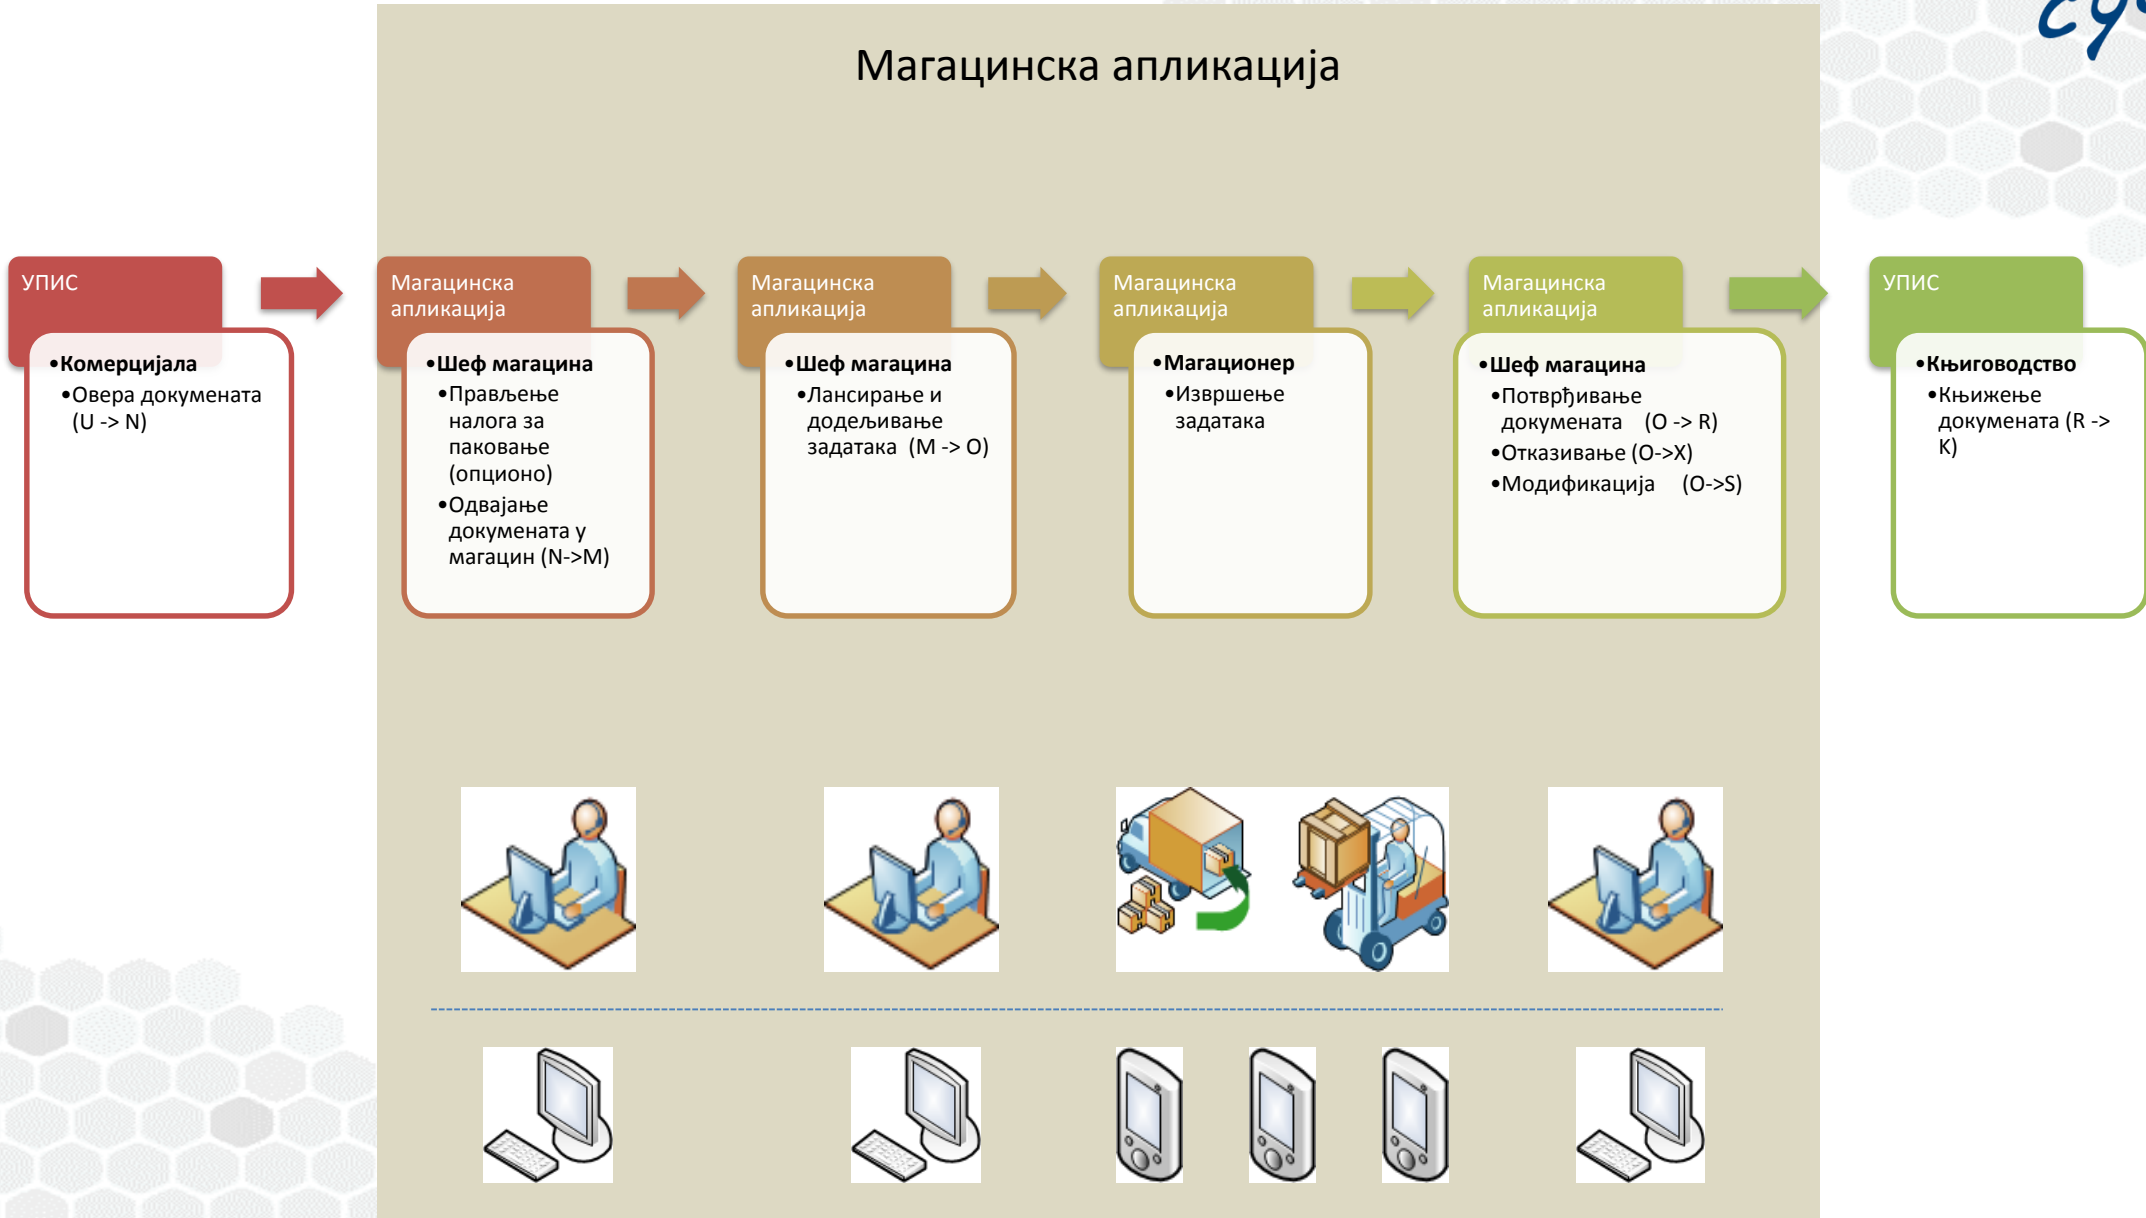 Магацинска апликација
УПИС
•Комерцијала
•Овера докумената
(U -> N)
Магацинска
апликација
•Шеф магацина
•Прављење
налога за
паковање
(опционо)
•Одвајање
докумената у
магацин (N->M)
Магацинска
апликација
•Шеф магацина
•Лансирање и
додељивање
задатака (M -> O)
Магацинска
апликација
•Магационер
•Извршење
задатака
Магацинска
апликација
•Шеф магацина
•Потврђивање
докумената (O -> R)
•Отказивање (O->X)
•Модификација (O->S)
УПИС
•Књиговодство
•Књижење
докумената (R ->
K)